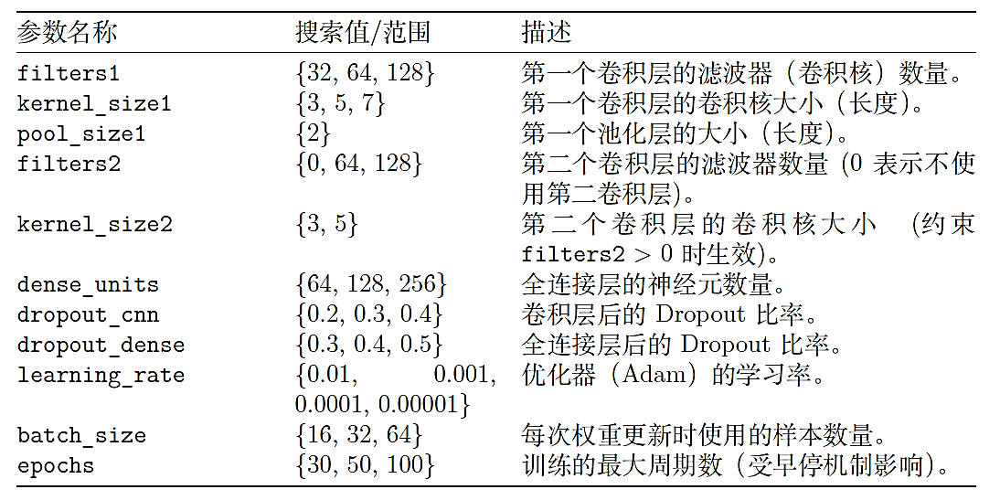 参数名称 搜索值/范围 描述
filters1 {32, 64, 128} 第一个卷积层的滤波器（卷积核）数量。
kernel_size1 {3, 5, 7} 第一个卷积层的卷积核大小（长度）。
pool_size1 {2} 第一个池化层的大小（长度）。
filters2 {0, 64, 128} 第二个卷积层的滤波器数量 (0 表示不使
用第二卷积层)。
kernel_size2 {3, 5} 第二个卷积层的卷积核大小 (约束
filters2 > 0 时生效)。
dense_units {64, 128, 256} 全连接层的神经元数量。
dropout_cnn {0.2, 0.3, 0.4} 卷积层后的 Dropout 比率。
dropout_dense {0.3, 0.4, 0.5} 全连接层后的 Dropout 比率。
learning_rate {0.01, 0.001, 优化器（Adam）的学习率。
0.0001, 0.00001}
batch_size {16, 32, 64} 每次权重更新时使用的样本数量。
epochs {30, 50, 100} 训练的最大周期数（受早停机制影响）。